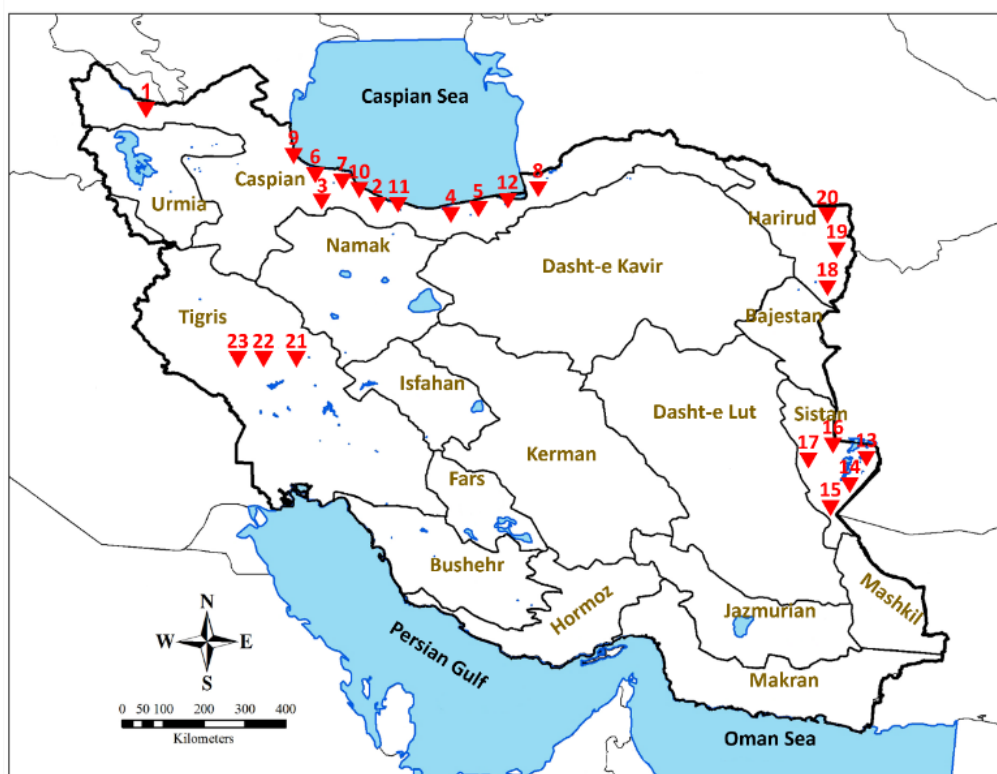 1
Caspian Sea
9
6
7
Caspian
10
3
2
11
4
5
12
8
Urmia
Namak
Dasht-e Kavir
Harirud
20
19
18
Bajestan
Tigris
23
22
21
Isfahan
Dasht-e Lut
Sistan
16
17
13
14
15
Kerman
Fars
Bushehr
Hormoz
Jazmurian
Mashkil
Makran
Persian Gulf
Oman Sea
N
W
E
S
0 50 100 200 300 400
Kilometers